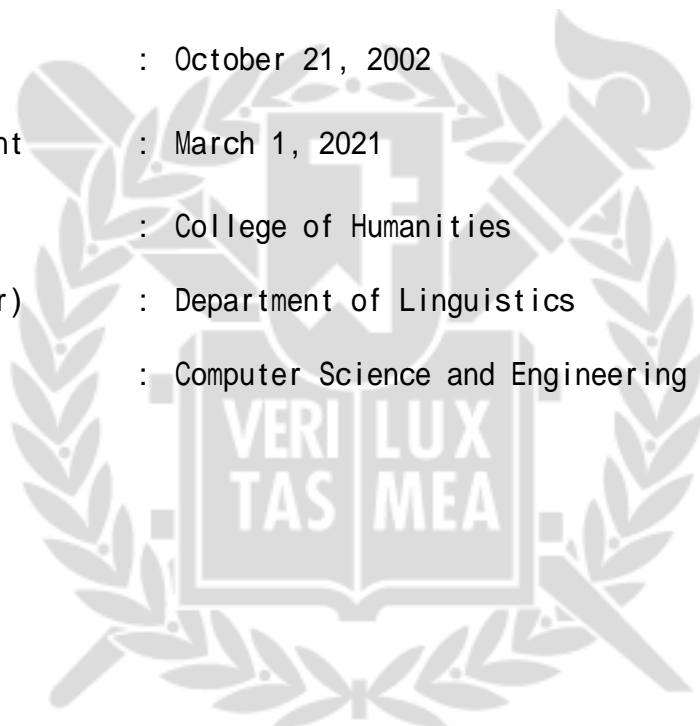 : October 21, 2002
nt : March 1, 2021
: College of Humanities
r) : Department of Linguistics
: Computer Science and Engineering
VERI LUX
TAS MEA